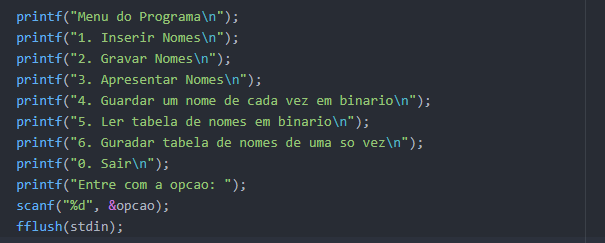 printf("Menu do Programa\n");
printf("1. Inserir Nomes\n");
printf("2. Gravar Nomes\n");
printf("3. Apresentar Nomes\n");
printf("4. Guardar um nome de cada vez em binario\n");
printf("5. Ler tabela de nomes em binario\n");
printf("6. Guradar tabela de nomes de uma so vez\n");
printf("0. Sair\n");
printf("Entre com a opcao: ");
scanf("%d", &opcao);
fflush(stdin);